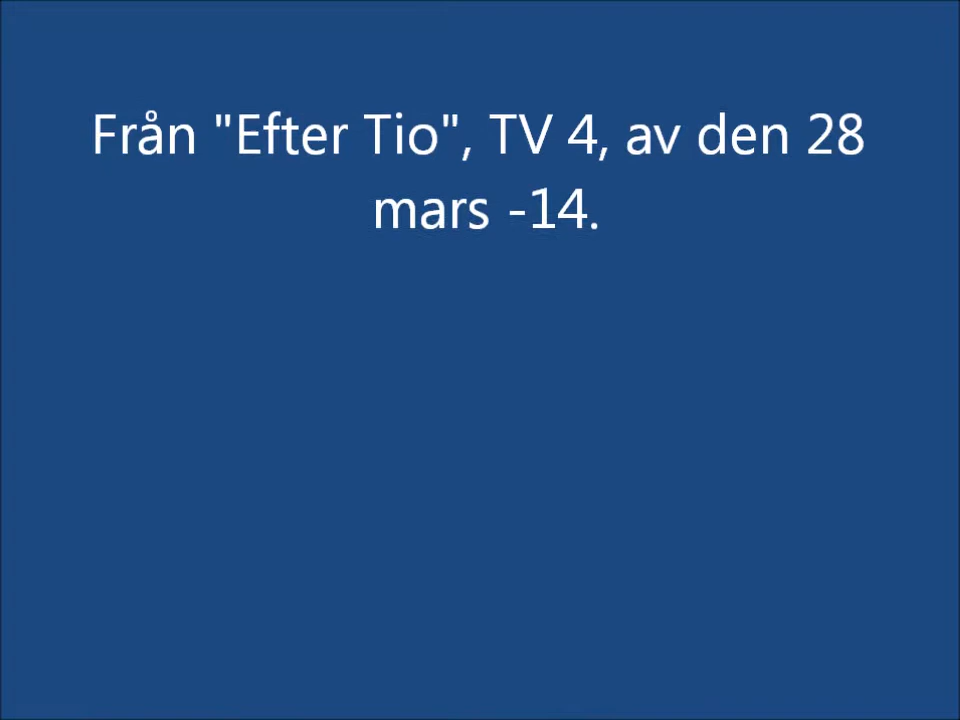 Från "Efter Tio", TV 4, av den 28
mars -14.